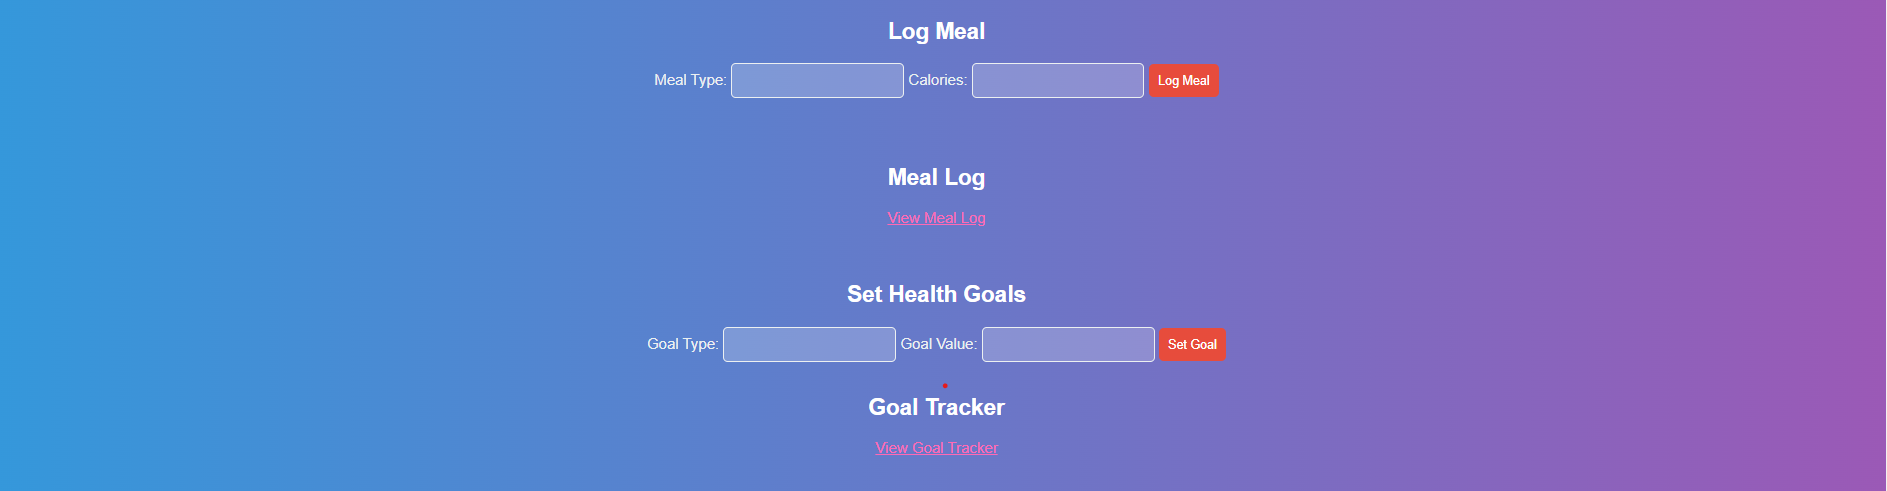 Log Meal
Meal Type: Calories: Log Meal
Meal Log
View Meal Log
Set Health Goals
Goal Type: Goal Value: Set Goal
Goal Tracker
View Goal Tracker